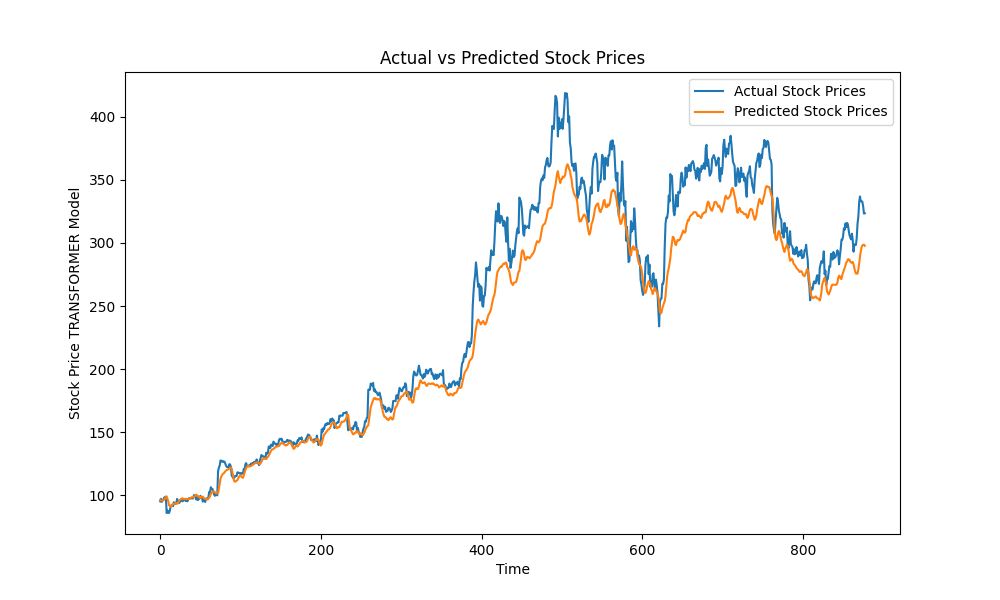 Actual vs Predicted Stock Prices
Actual Stock Prices
Predicted Stock Prices
Stock Price TRANSFORMER Model
400
350
300
250
200
150
100
0 200 400 600 800
Time